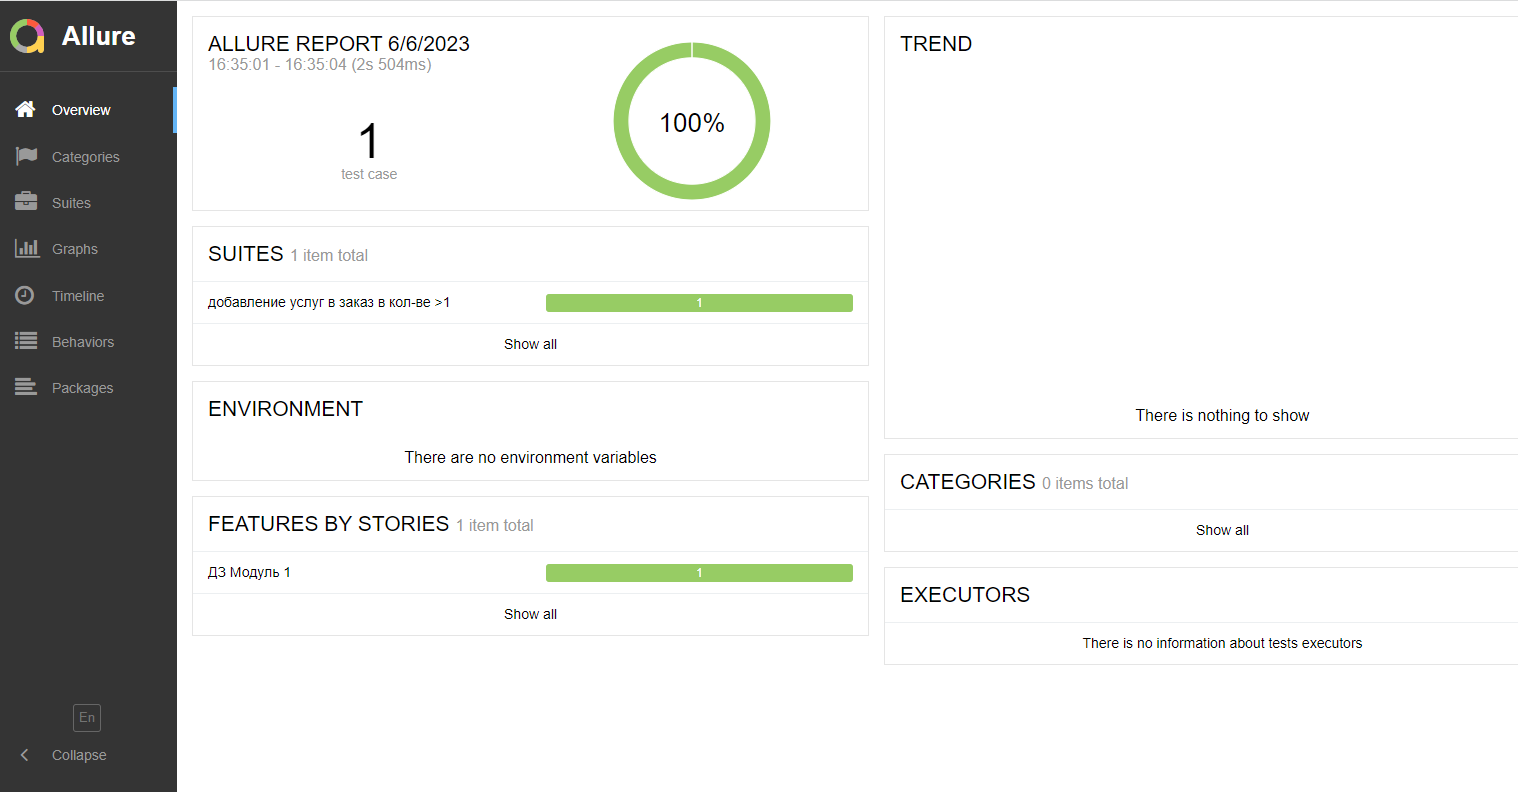 Allure
Overview
Categories
Suites
Graphs
Timeline
Behaviors
Packages
En
Collapse
ALLURE REPORT 6/6/2023
16:35:01 - 16:35:04 (2s 504ms)
1
test case
100%
SUITES 1 item total
добавление услуг в заказ в кол-ве >1 1
Show all
ENVIRONMENT
There are no environment variables
FEATURES BY STORIES 1 item total
ДЗ Модуль 1 1
Show all
TREND
There is nothing to show
CATEGORIES 0 items total
Show all
EXECUTORS
There is no information about tests executors